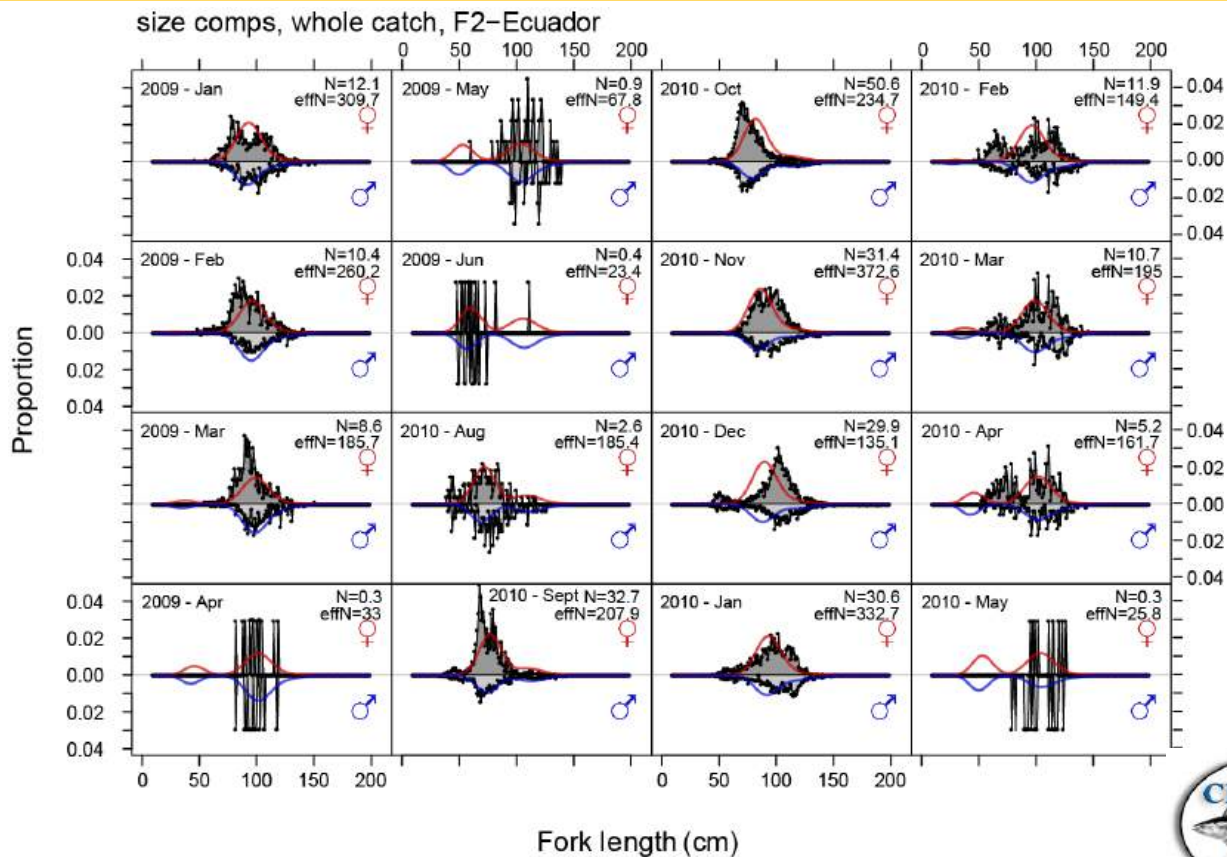 size comps, whole catch, F2−Ecuador
0 50 100 150 200 0 50 100 150 200
2009 - Jan N=12.1
effN=309.7
♀
♂
2009 - May N=0.9
effN=67.8
♀
♂
2010 - Oct N=50.6
effN=234.7
♀
♂
2010 - Feb N=11.9
effN=149.4
♀
♂
0.04
0.02
0.00
0.02
0.04
0.04
0.02
0.00
0.02
0.04
2009 - Feb N=10.4
effN=260.2
♀
♂
2009 - Jun N=0.4
effN=23.4
♀
♂
2010 - Nov N=31.4
effN=372.6
♀
♂
2010 - Mar N=10.7
effN=195
♀
♂
2009 - Mar N=8.6
effN=185.7
♀
♂
2010 - Aug N=2.6
effN=185.4
♀
♂
2010 - Dec N=29.9
effN=135.1
♀
♂
2010 - Apr N=5.2
effN=161.7
♀
♂
0.04
0.02
0.00
0.02
0.04
0.04
0.02
0.00
0.02
0.04
2009 - Apr N=0.3
effN=33
♀
♂
2010 - Sept N=32.7
effN=207.9
♀
♂
2010 - Jan N=30.6
effN=332.7
♀
♂
2010 - May N=0.3
effN=25.8
♀
♂
0 50 100 150 200 0 50 100 150 200
Proportion
Fork length (cm)